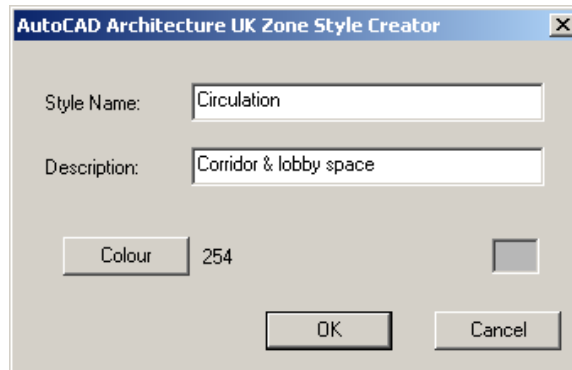 AutoCAD Architecture UK Zone Style Creator
Style Name: Circulation
Description: Corridor & lobby space
Colour 254
OK Cancel